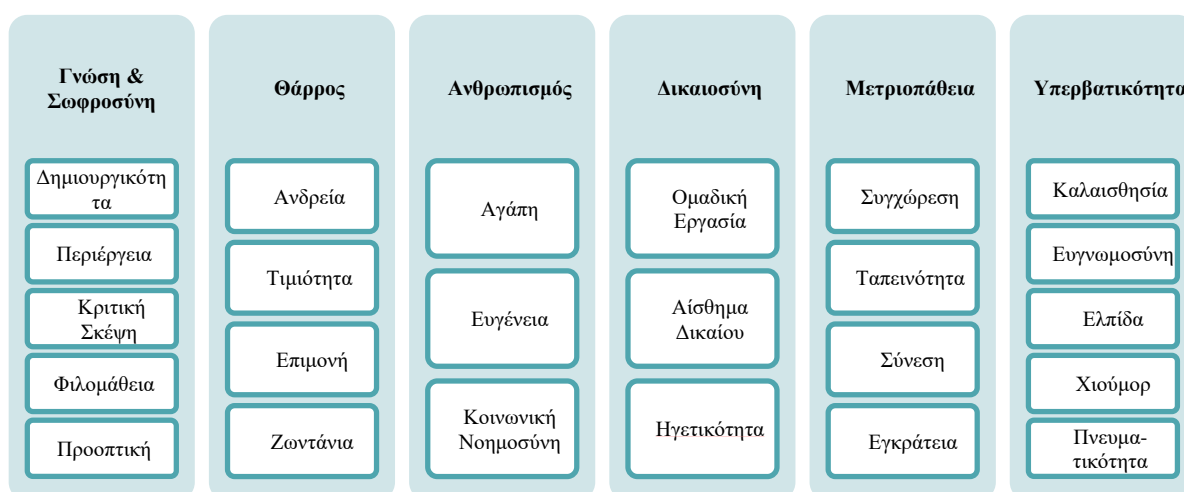 Γνώση &
Σωφροσύνη
Δημιουργικότη
τα
Περιέργεια
Κριτική
Σκέψη
Φιλομάθεια
Προοπτική
Θάρρος
Ανδρεία
Τιμιότητα
Επιμονή
Ζωντάνια
Ανθρωπισμός
Αγάπη
Ευγένεια
Κοινωνική
Νοημοσύνη
Δικαιοσύνη
Ομαδική
Εργασία
Αίσθημα
Δικαίου
Ηγετικότητα
Μετριοπάθεια
Συγχώρεση
Ταπεινότητα
Σύνεση
Εγκράτεια
Υπερβατικότητα
Καλαισθησία
Ευγνωμοσύνη
Ελπίδα
Χιούμορ
Πνευμα-
τικότητα